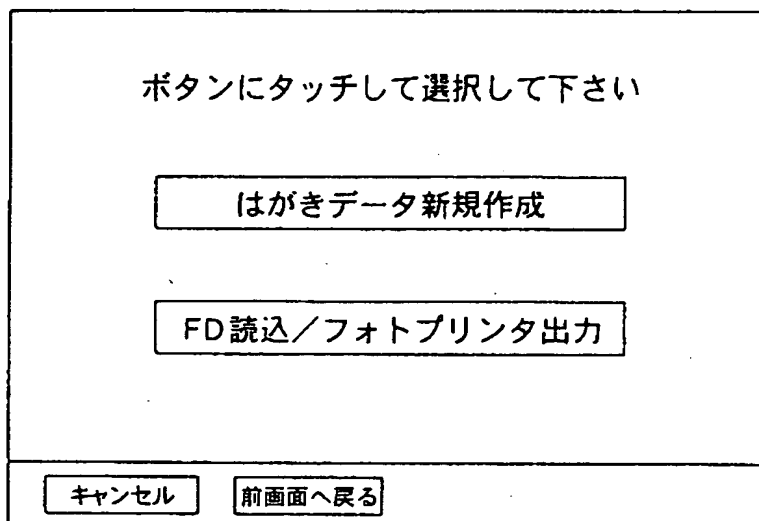 ボタンにタッチして選択して下さい
はがきデータ新規作成
FD読込／フォトプリンタ出力
キャンセル 前画面へ戻る